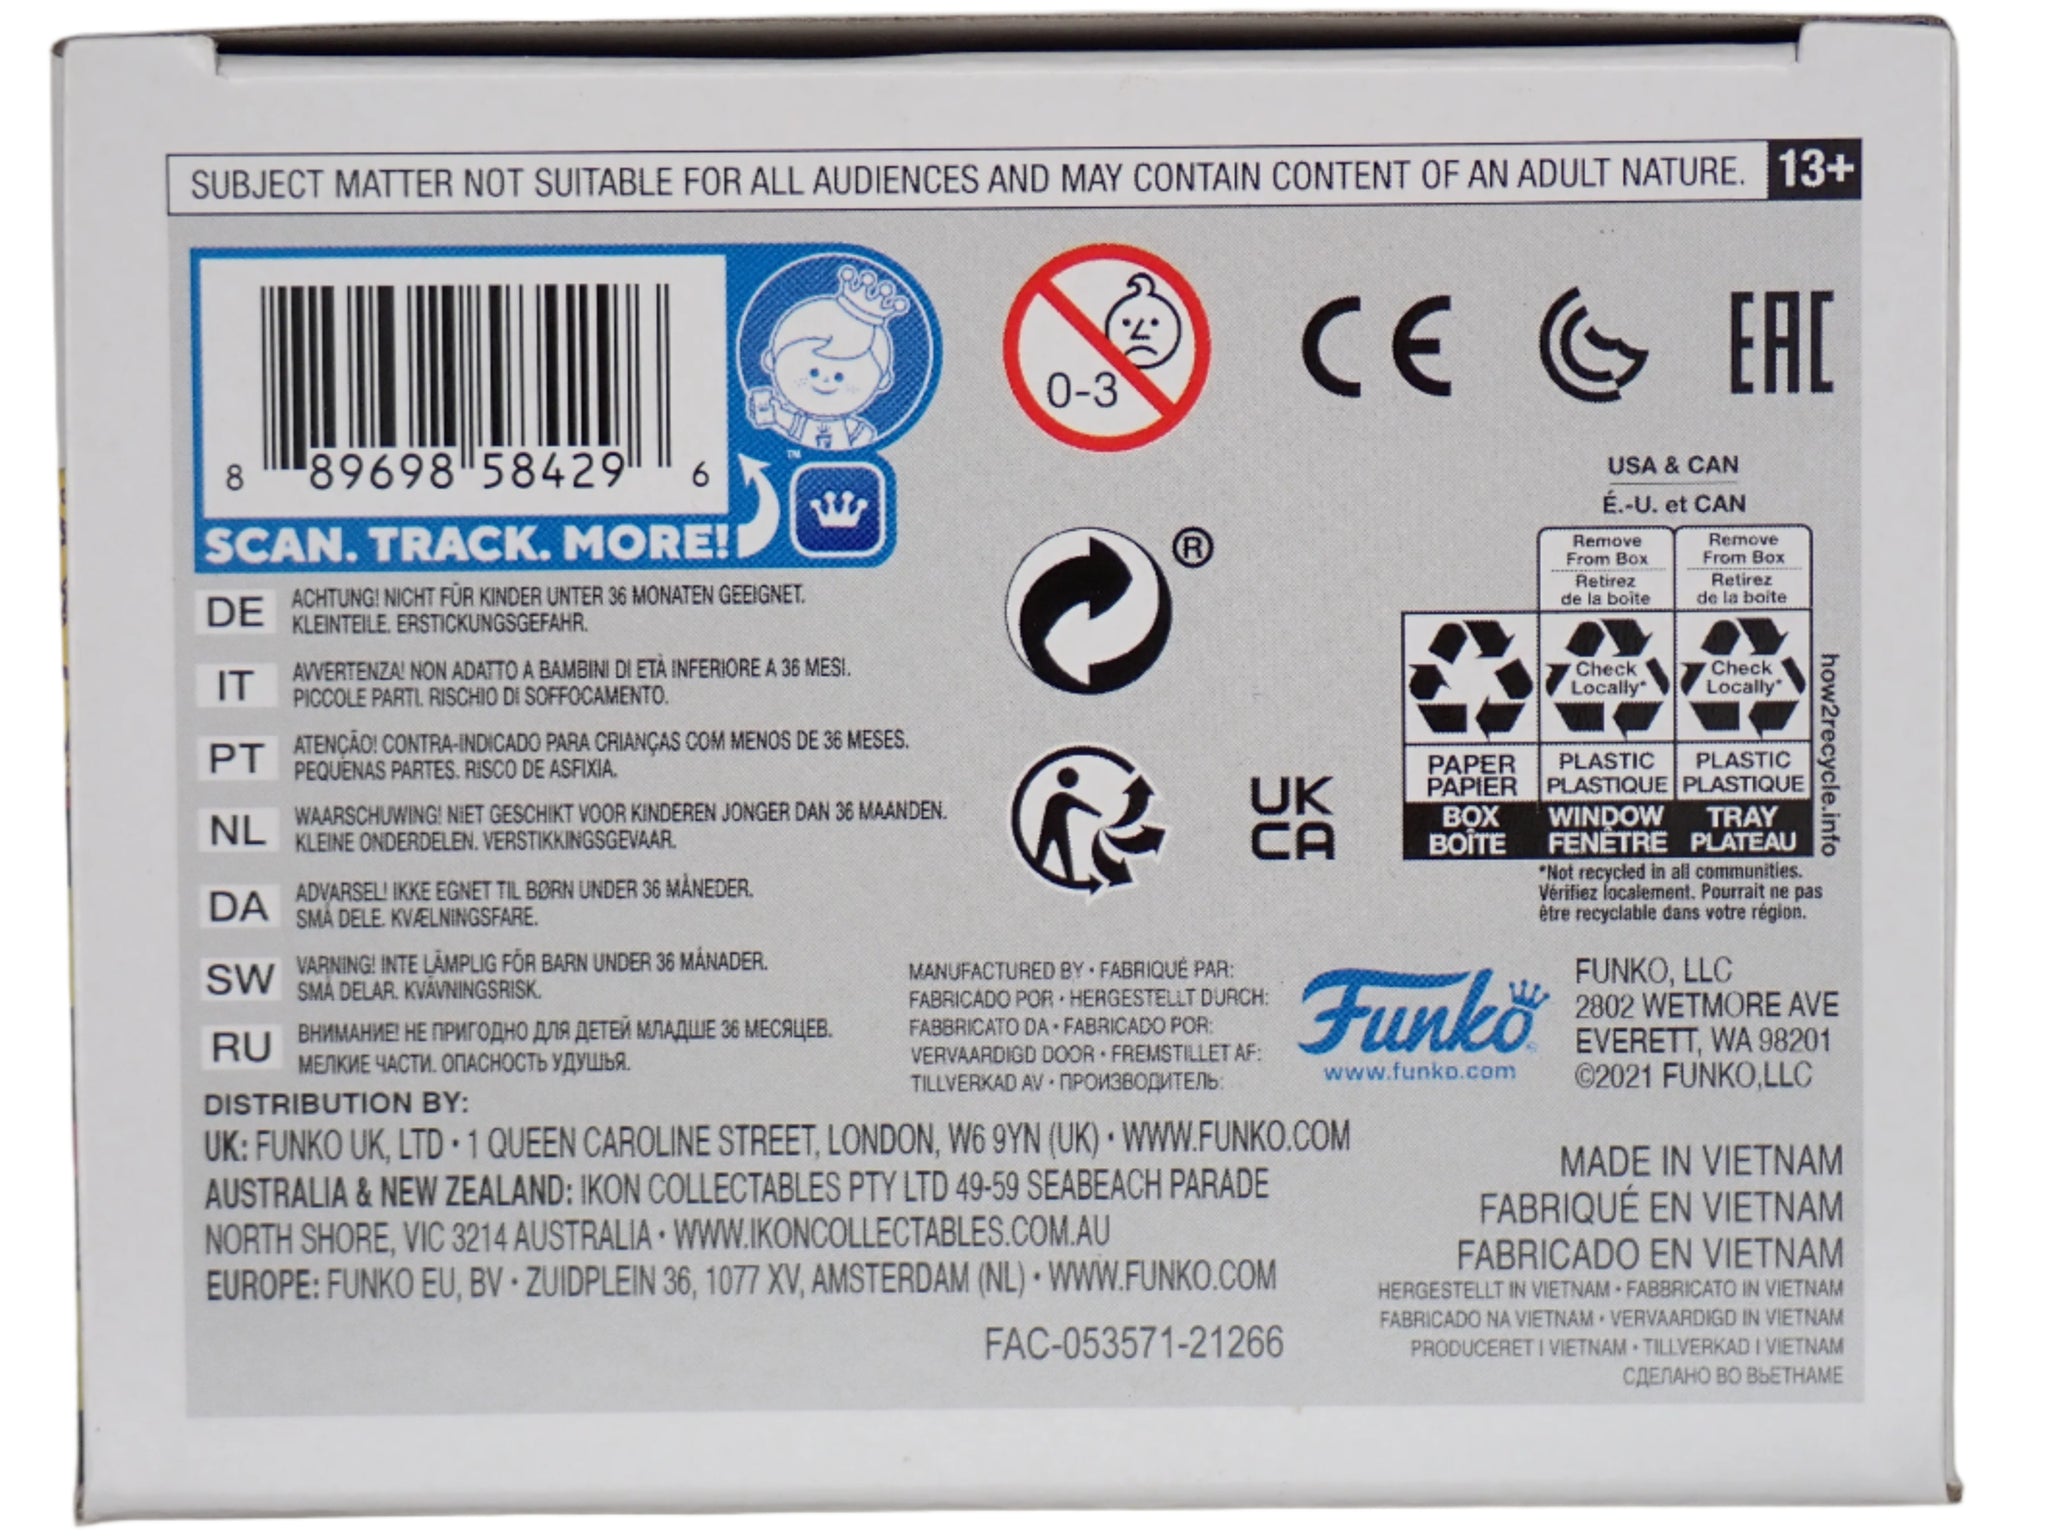 SUBJECT MATTER NOT SUITABLE FOR ALL AUDIENCES AND MAY CONTAIN CONTENT OF AN ADULT NATURE. 13+
8 89698 58429 6
SCAN. TRACK. MORE!
™
DE ACHTUNG! NICHT FÜR KINDER UNTER 36 MONATEN GEEIGNET.
KLEINTEILE. ERSTICKUNGSGEFAHR.
IT AVVERTENZA! NON ADATTO A BAMBINI DI ETÀ INFERIORE A 36 MESI.
PICCOLE PARTI. RISCHIO DI SOFFOCAMENTO.
PT ATENÇÃO! CONTRA-INDICADO PARA CRIANÇAS COM MENOS DE 36 MESES.
PEQUENAS PARTES. RISCO DE ASFIXIA.
NL WAARSCHUWING! NIET GESCHIKT VOOR KINDEREN JONGER DAN 36 MAANDEN.
KLEINE ONDERDELEN. VERSTIKKINGSGEVAAR.
DA ADVARSEL! IKKE EGNET TIL BØRN UNDER 36 MÅNEDER.
SMÅ DELE. KVÆLNINGSFARE.
SW VARNING! INTE LÄMPLIG FÖR BARN UNDER 36 MÅNADER.
SMÅ DELAR. KVÄVNINGSRISK.
RU ВНИМАНИЕ! НЕ ПРИГОДНО ДЛЯ ДЕТЕЙ МЛАДШЕ 36 МЕСЯЦЕВ.
МЕЛКИЕ ЧАСТИ. ОПАСНОСТЬ УДУШЬЯ.
0-3
CE
EAC
®
UK
CA
USA & CAN
É.-U. et CAN
Remove
From Box
Retirez
de la boîte
Remove
From Box
Retirez
de la boîte
Check
Locally*
Check
Locally*
PAPER
PAPIER
PLASTIC
PLASTIQUE
PLASTIC
PLASTIQUE
BOX
BOÎTE
WINDOW
FENÊTRE
TRAY
PLATEAU
how2recycle.info
*Not recycled in all communities.
Vérifiez localement. Pourrait ne pas
être recyclable dans votre région.
MANUFACTURED BY • FABRIQUÉ PAR:
FABRICADO POR • HERGESTELLT DURCH:
FABBRICATO DA • FABRICADO POR:
VERVAARDIGD DOOR • FREMSTILLET AF:
TILLVERKAD AV • ПРОИЗВОДИТЕЛЬ:
Funko
www.funko.com
FUNKO, LLC
2802 WETMORE AVE
EVERETT, WA 98201
©2021 FUNKO,LLC
DISTRIBUTION BY:
UK: FUNKO UK, LTD • 1 QUEEN CAROLINE STREET, LONDON, W6 9YN (UK) • WWW.FUNKO.COM
AUSTRALIA & NEW ZEALAND: IKON COLLECTABLES PTY LTD 49-59 SEABEACH PARADE
NORTH SHORE, VIC 3214 AUSTRALIA • WWW.IKONCOLLECTABLES.COM.AU
EUROPE: FUNKO EU, BV • ZUIDPLEIN 36, 1077 XV, AMSTERDAM (NL) • WWW.FUNKO.COM
FAC-053571-21266
MADE IN VIETNAM
FABRIQUÉ EN VIETNAM
FABRICADO EN VIETNAM
HERGESTELLT IN VIETNAM • FABBRICATO IN VIETNAM
FABRICADO NA VIETNAM • VERVAARDIGD IN VIETNAM
PRODUCERET I VIETNAM • TILLVERKAD I VIETNAM
СДЕЛАНО ВО ВЬЕТНАМЕ